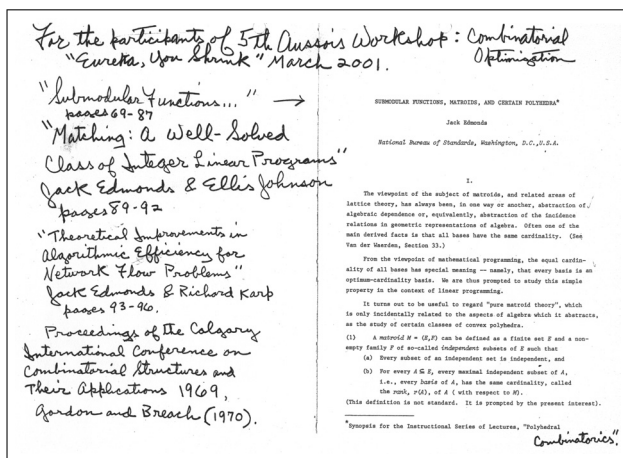 For the participants of 5th Aussois Workshop: Combinatorial
"Eureka, You Shrink" March 2001. Optimization
"Submodular Functions..." →
pages 69-87
"Matching: A Well-Solved
Class of Integer Linear Programs"
Jack Edmonds & Ellis Johnson
pages 89-92
"Theoretical Improvements in
Algorithmic Efficiency for
Network Flow Problems"
Jack Edmonds & Richard Karp
pages 93-96.
Proceedings of the Calgary
International Conference on
Combinatorial Structures and
Their Applications 1969,
Gordon and Breach (1970).
SUBMODULAR FUNCTIONS, MATROIDS, AND CERTAIN POLYHEDRA*
Jack Edmonds
National Bureau of Standards, Washington, D.C., U.S.A.
I.
The viewpoint of the subject of matroids, and related areas of
lattice theory, has always been, in one way or another, abstraction of
algebraic dependence or, equivalently, abstraction of the incidence
relations in geometric representations of algebra. Often one of the
main derived facts is that all bases have the same cardinality. (See
Van der Waerden, Section 33.)
From the viewpoint of mathematical programming, the equal cardin-
ality of all bases has special meaning -- namely, that every basis is an
optimum-cardinality basis. We are thus prompted to study this simple
property in the context of linear programming.
It turns out to be useful to regard "pure matroid theory", which
is only incidentally related to the aspects of algebra which it abstracts,
as the study of certain classes of convex polyhedra.
(1) A matroid M = (E,F) can be defined as a finite set E and a non-
empty family F of so-called independent subsets of E such that
(a) Every subset of an independent set is independent, and
(b) For every A ⊆ E, every maximal independent subset of A,
i.e., every basis of A, has the same cardinality, called
the rank, r(A), of A ( with respect to M).
(This definition is not standard. It is prompted by the present interest).
*Synopsis for the Instructional Series of Lectures, "Polyhedral
Combinatorics".